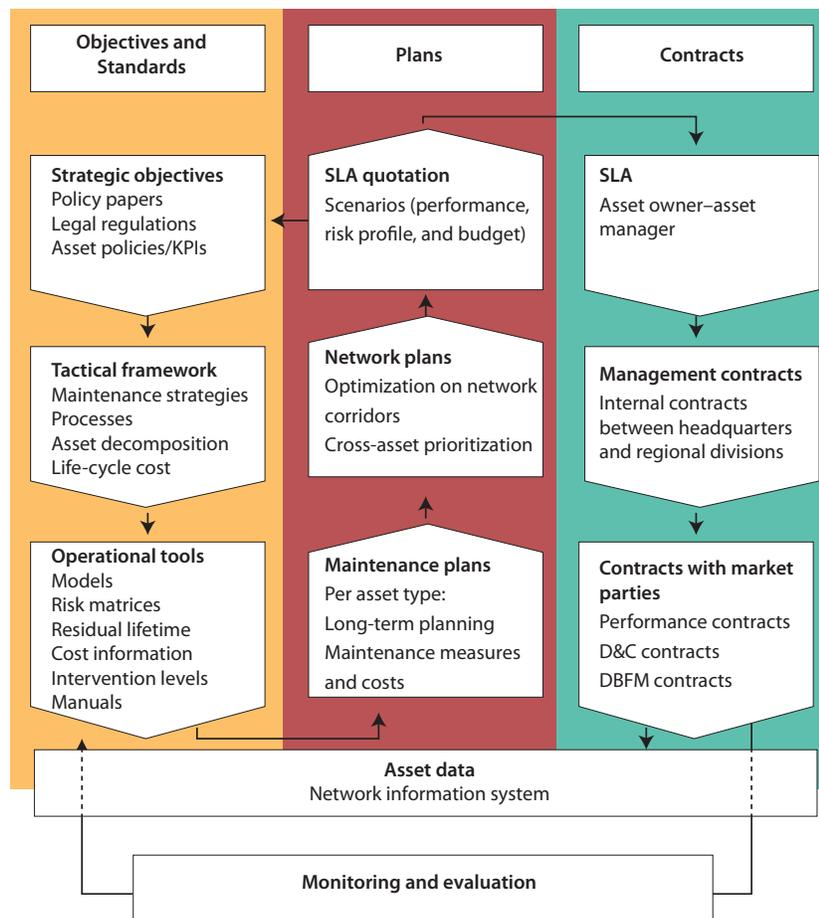 Objectives and
Standards
Plans
Contracts
Strategic objectives
Policy papers
Legal regulations
Asset policies/KPIs
SLA quotation
Scenarios (performance,
risk profile, and budget)
SLA
Asset owner–asset
manager
Tactical framework
Maintenance strategies
Processes
Asset decomposition
Life-cycle cost
Network plans
Optimization on network
corridors
Cross-asset prioritization
Management contracts
Internal contracts
between headquarters
and regional divisions
Operational tools
Models
Risk matrices
Residual lifetime
Cost information
Intervention levels
Manuals
Maintenance plans
Per asset type:
Long-term planning
Maintenance measures
and costs
Contracts with market
parties
Performance contracts
D&C contracts
DBFM contracts
Asset data
Network information system
Monitoring and evaluation